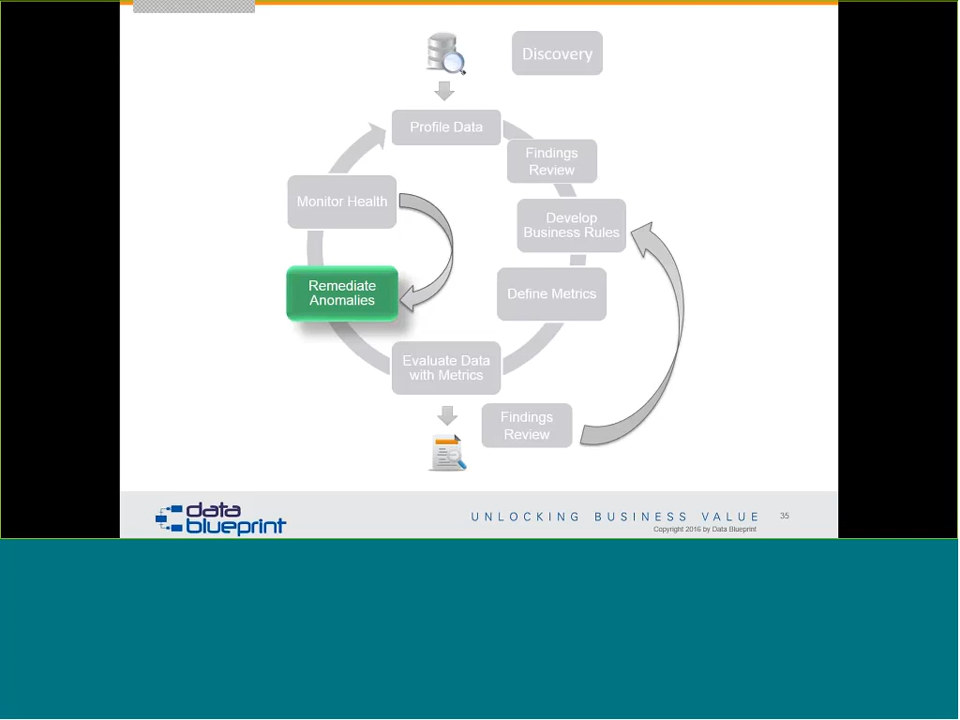 Discovery
Profile Data
Findings
Review
Monitor Health
Develop
Business Rules
Remediate
Anomalies
Define Metrics
Evaluate Data
with Metrics
Findings
Review
data
blueprint
UNLOCKING BUSINESS VALUE
35
Copyright 2016 by Data Blueprint